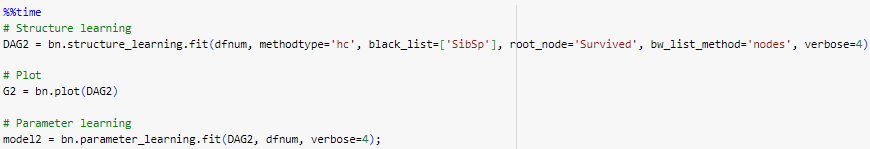 %%time
# Structure learning
DAG2 = bn.structure_learning.fit(dfnum, methodtype='hc', black_list=['SibSp'], root_node='Survived', bw_list_method='nodes', verbose=4)
# Plot
G2 = bn.plot(DAG2)
# Parameter learning
model2 = bn.parameter_learning.fit(DAG2, dfnum, verbose=4);